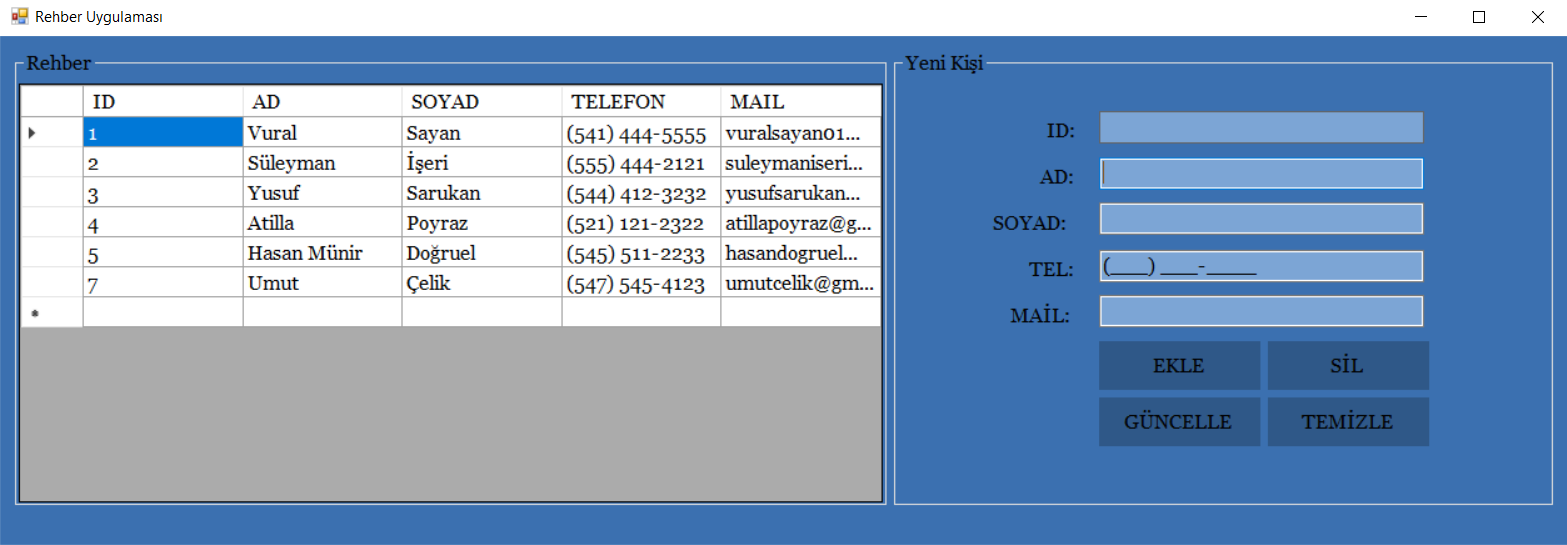 Rehber Uygulaması
Rehber
ID AD SOYAD TELEFON MAIL
1 Vural Sayan (541) 444-5555 vuralsayan01...
2 Süleyman İşeri (555) 444-2121 suleymaniseri...
3 Yusuf Sarukan (544) 412-3232 yusufsarukan...
4 Atilla Poyraz (521) 121-2322 atillapoyraz@g...
5 Hasan Münir Doğruel (545) 511-2233 hasandogruel...
7 Umut Çelik (547) 545-4123 umutcelik@gm...
Yeni Kişi
ID:
AD:
SOYAD:
TEL: (___) ___-____
MAİL:
EKLE SİL
GÜNCELLE TEMİZLE